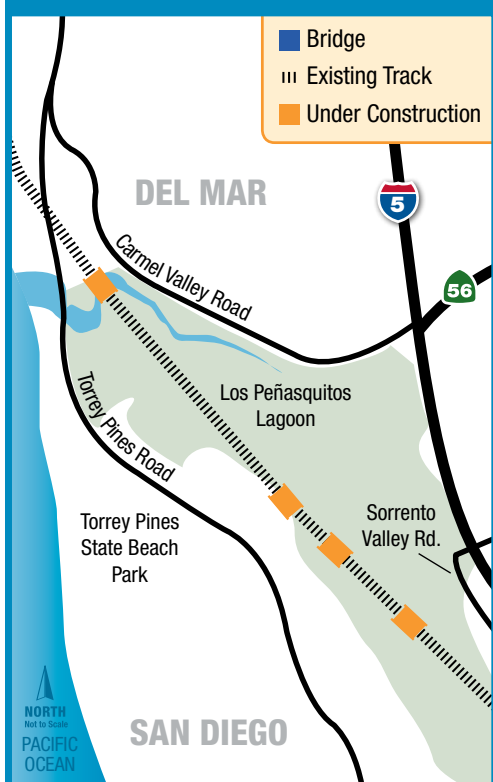 Bridge
Existing Track
Under Construction
DEL MAR
5
56
Carmel Valley Road
Los Peñasquitos
Lagoon
Torrey Pines Road
Torrey Pines
State Beach
Park
Sorrento
Valley Rd.
NORTH
Not to Scale
PACIFIC
OCEAN
SAN DIEGO